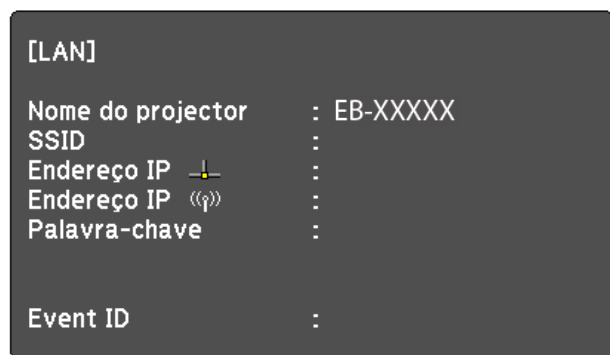 [LAN]
Nome do projector : EB-XXXXX
SSID :
Endereço IP :
Endereço IP :
Palavra-chave :
Event ID :